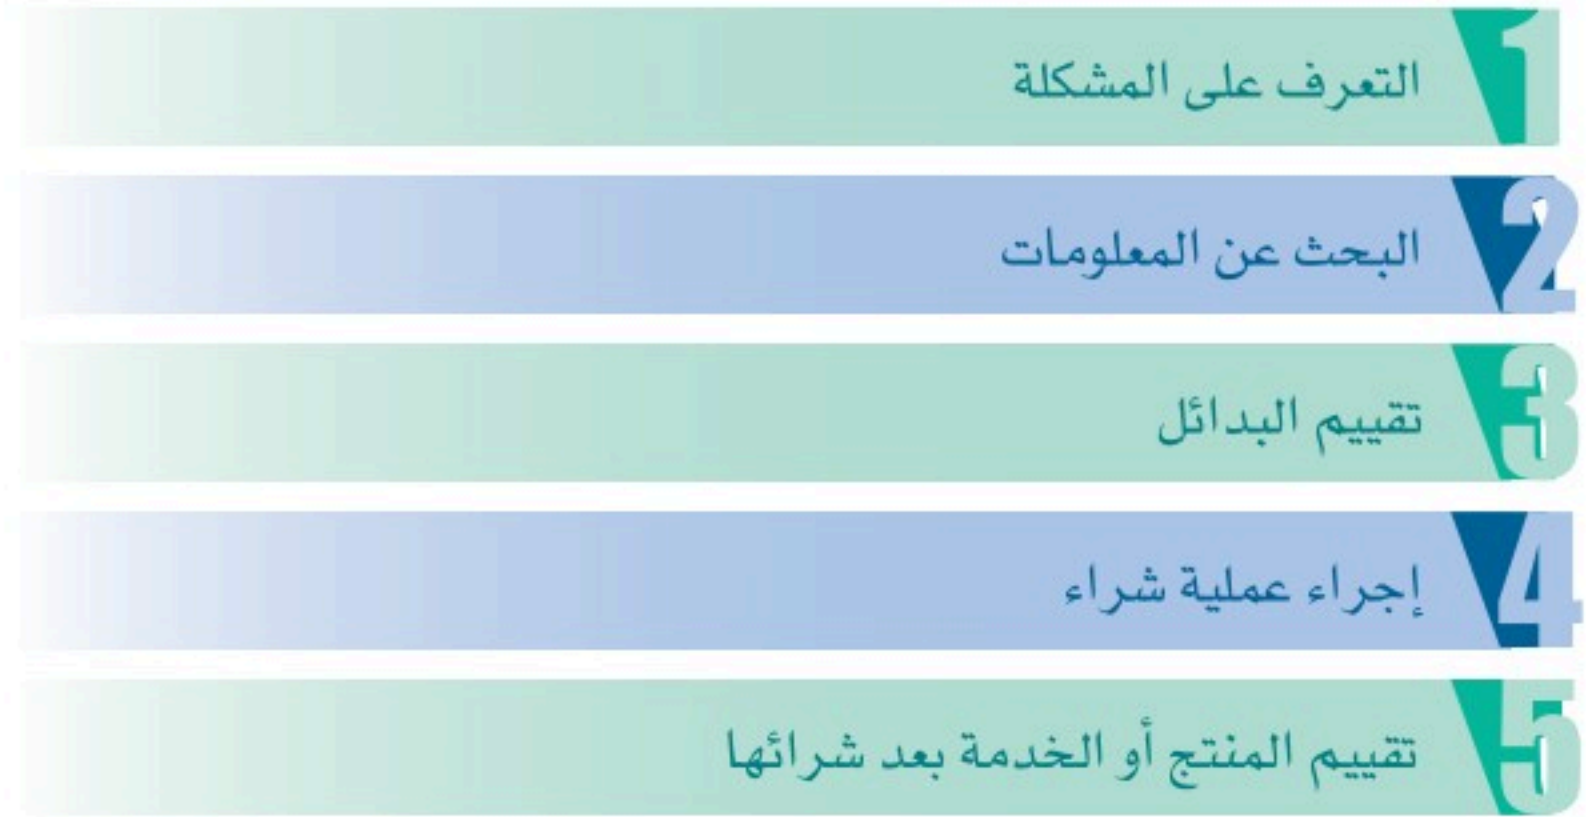 1 التعرف على المشكلة
2 البحث عن المعلومات
3 تقييم البدائل
4 إجراء عملية شراء
5 تقييم المنتج أو الخدمة بعد شرائها